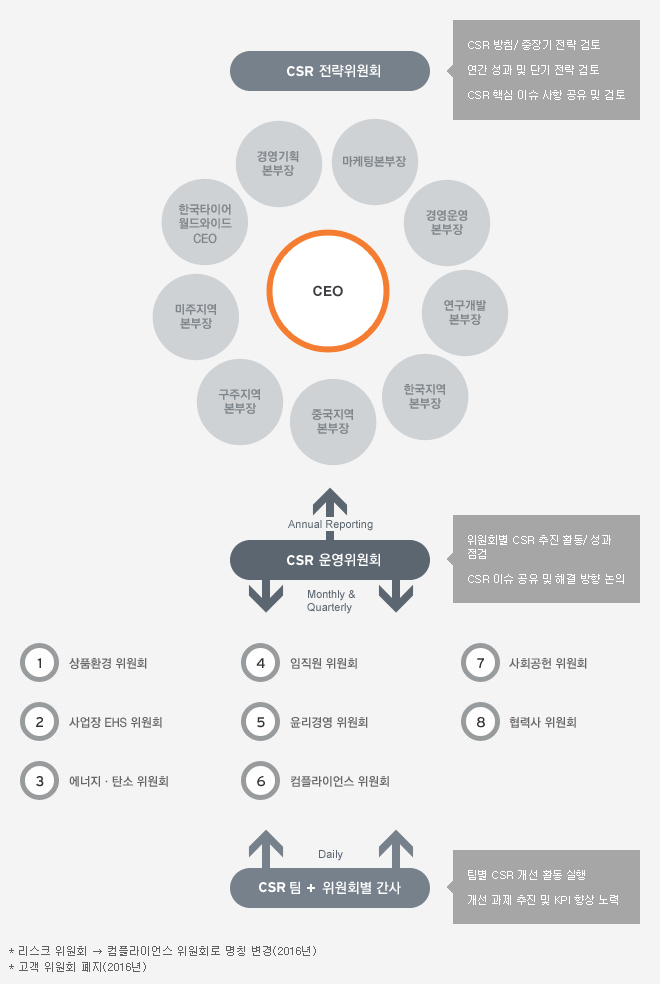 CSR 전략위원회
CSR 방침/ 중장기 전략 검토
연간 성과 및 단기 전략 검토
CSR 핵심 이슈 사항 공유 및 검토
경영기획
본부장
마케팅본부장
한국타이어
월드와이드
CEO
경영운영
본부장
CEO
미주지역
본부장
연구개발
본부장
구주지역
본부장
한국지역
본부장
중국지역
본부장
Annual Reporting
CSR 운영위원회
위원회별 CSR 추진 활동/ 성과
점검
CSR 이슈 공유 및 해결 방향 논의
Monthly &
Quarterly
1 상품환경 위원회
4 임직원 위원회
7 사회공헌 위원회
2 사업장 EHS 위원회
5 윤리경영 위원회
8 협력사 위원회
3 에너지 · 탄소 위원회
6 컴플라이언스 위원회
Daily
CSR 팀 + 위원회별 간사
팀별 CSR 개선 활동 실행
개선 과제 추진 및 KPI 향상 노력
* 리스크 위원회 → 컴플라이언스 위원회로 명칭 변경(2016년)
* 고객 위원회 폐지(2016년)